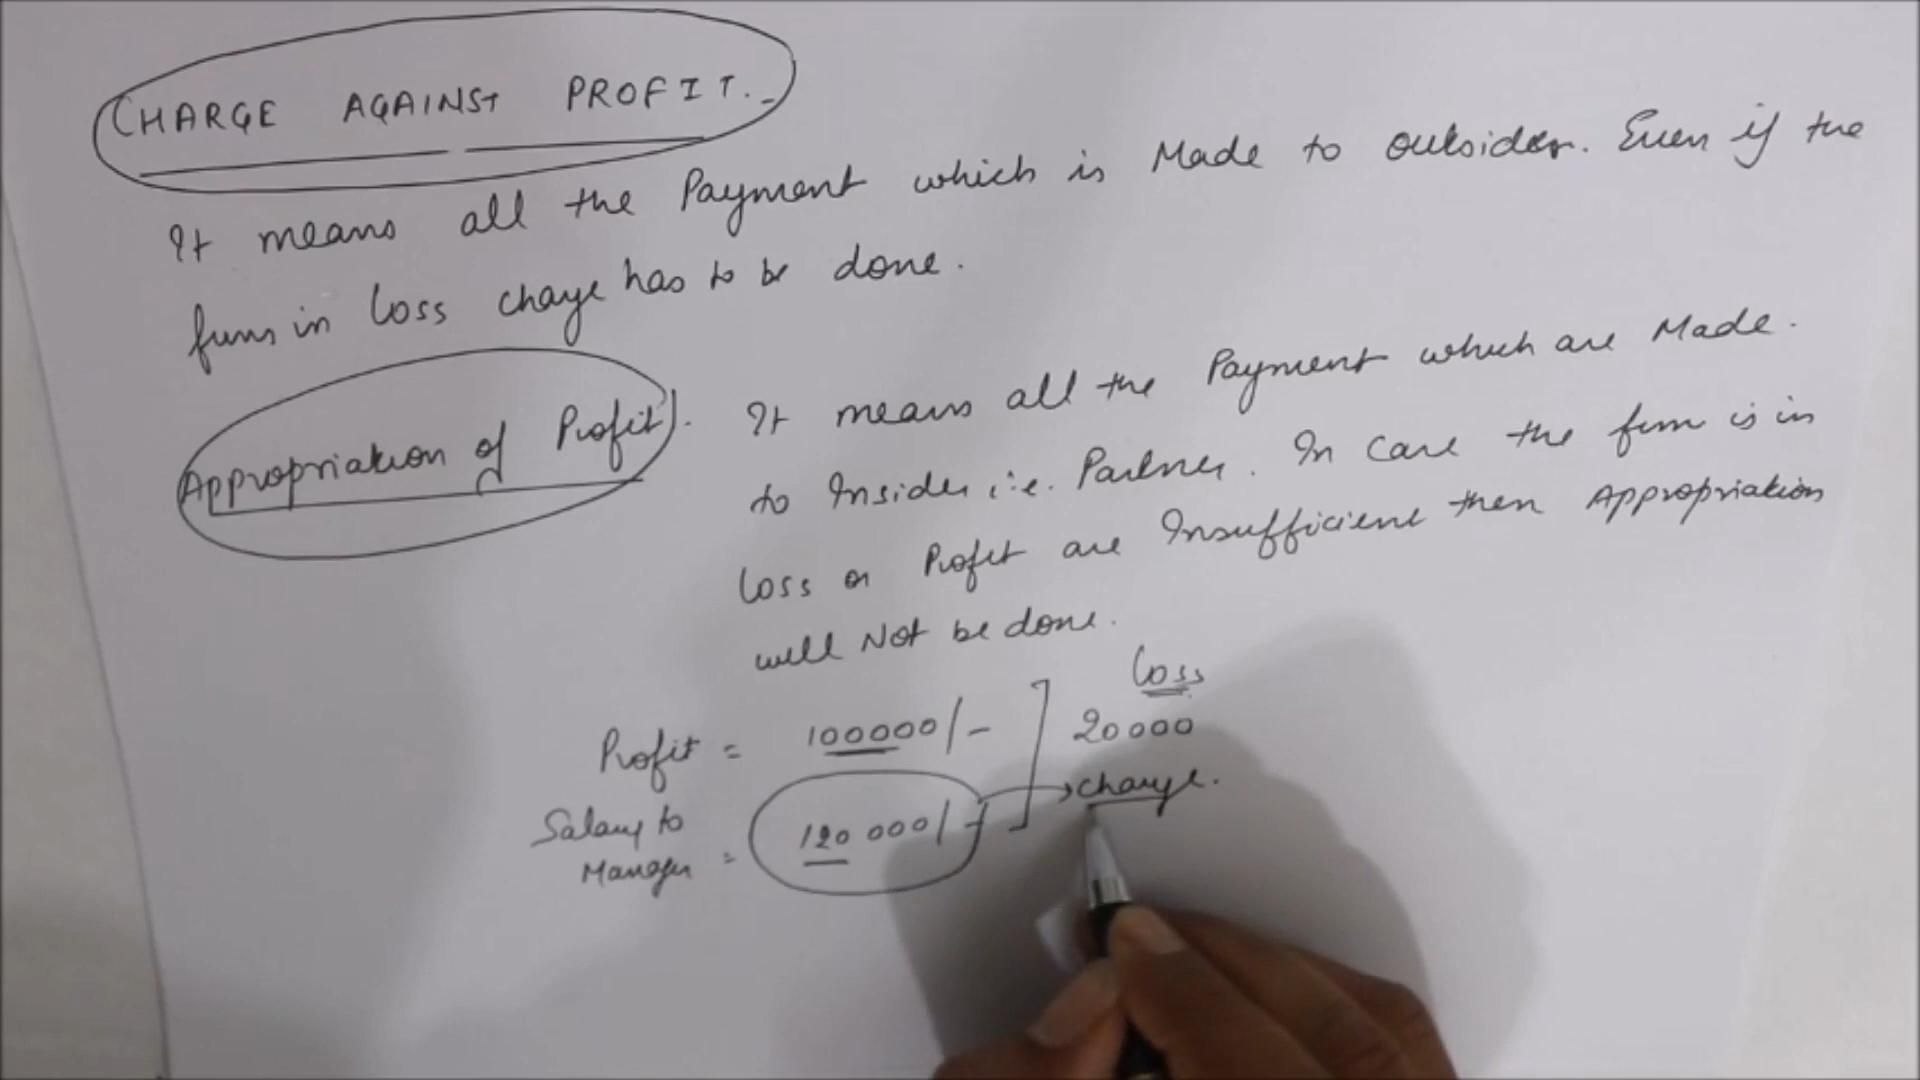 CHARGE AGAINST PROFIT.
It means all the Payment which is Made to outsider. Even if the
firms in loss charge has to be done.
Appropriation of Profit). It means all the Payment which are Made.
to Insider i.e. Partner. In Case the firm is in
loss or Profit are Insufficient then Appropriation
will Not be done.
Loss
Profit = 100000/- ] 20000
Salary to
Manager = 120 000/- → charge.